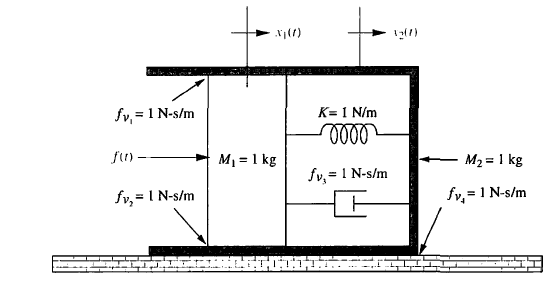 x₁(t)
x₂(t)
fᵥ₁ = 1 N-s/m
K = 1 N/m
f(t)
M₁ = 1 kg
fᵥ₃ = 1 N-s/m
M₂ = 1 kg
fᵥ₂ = 1 N-s/m
fᵥ₄ = 1 N-s/m